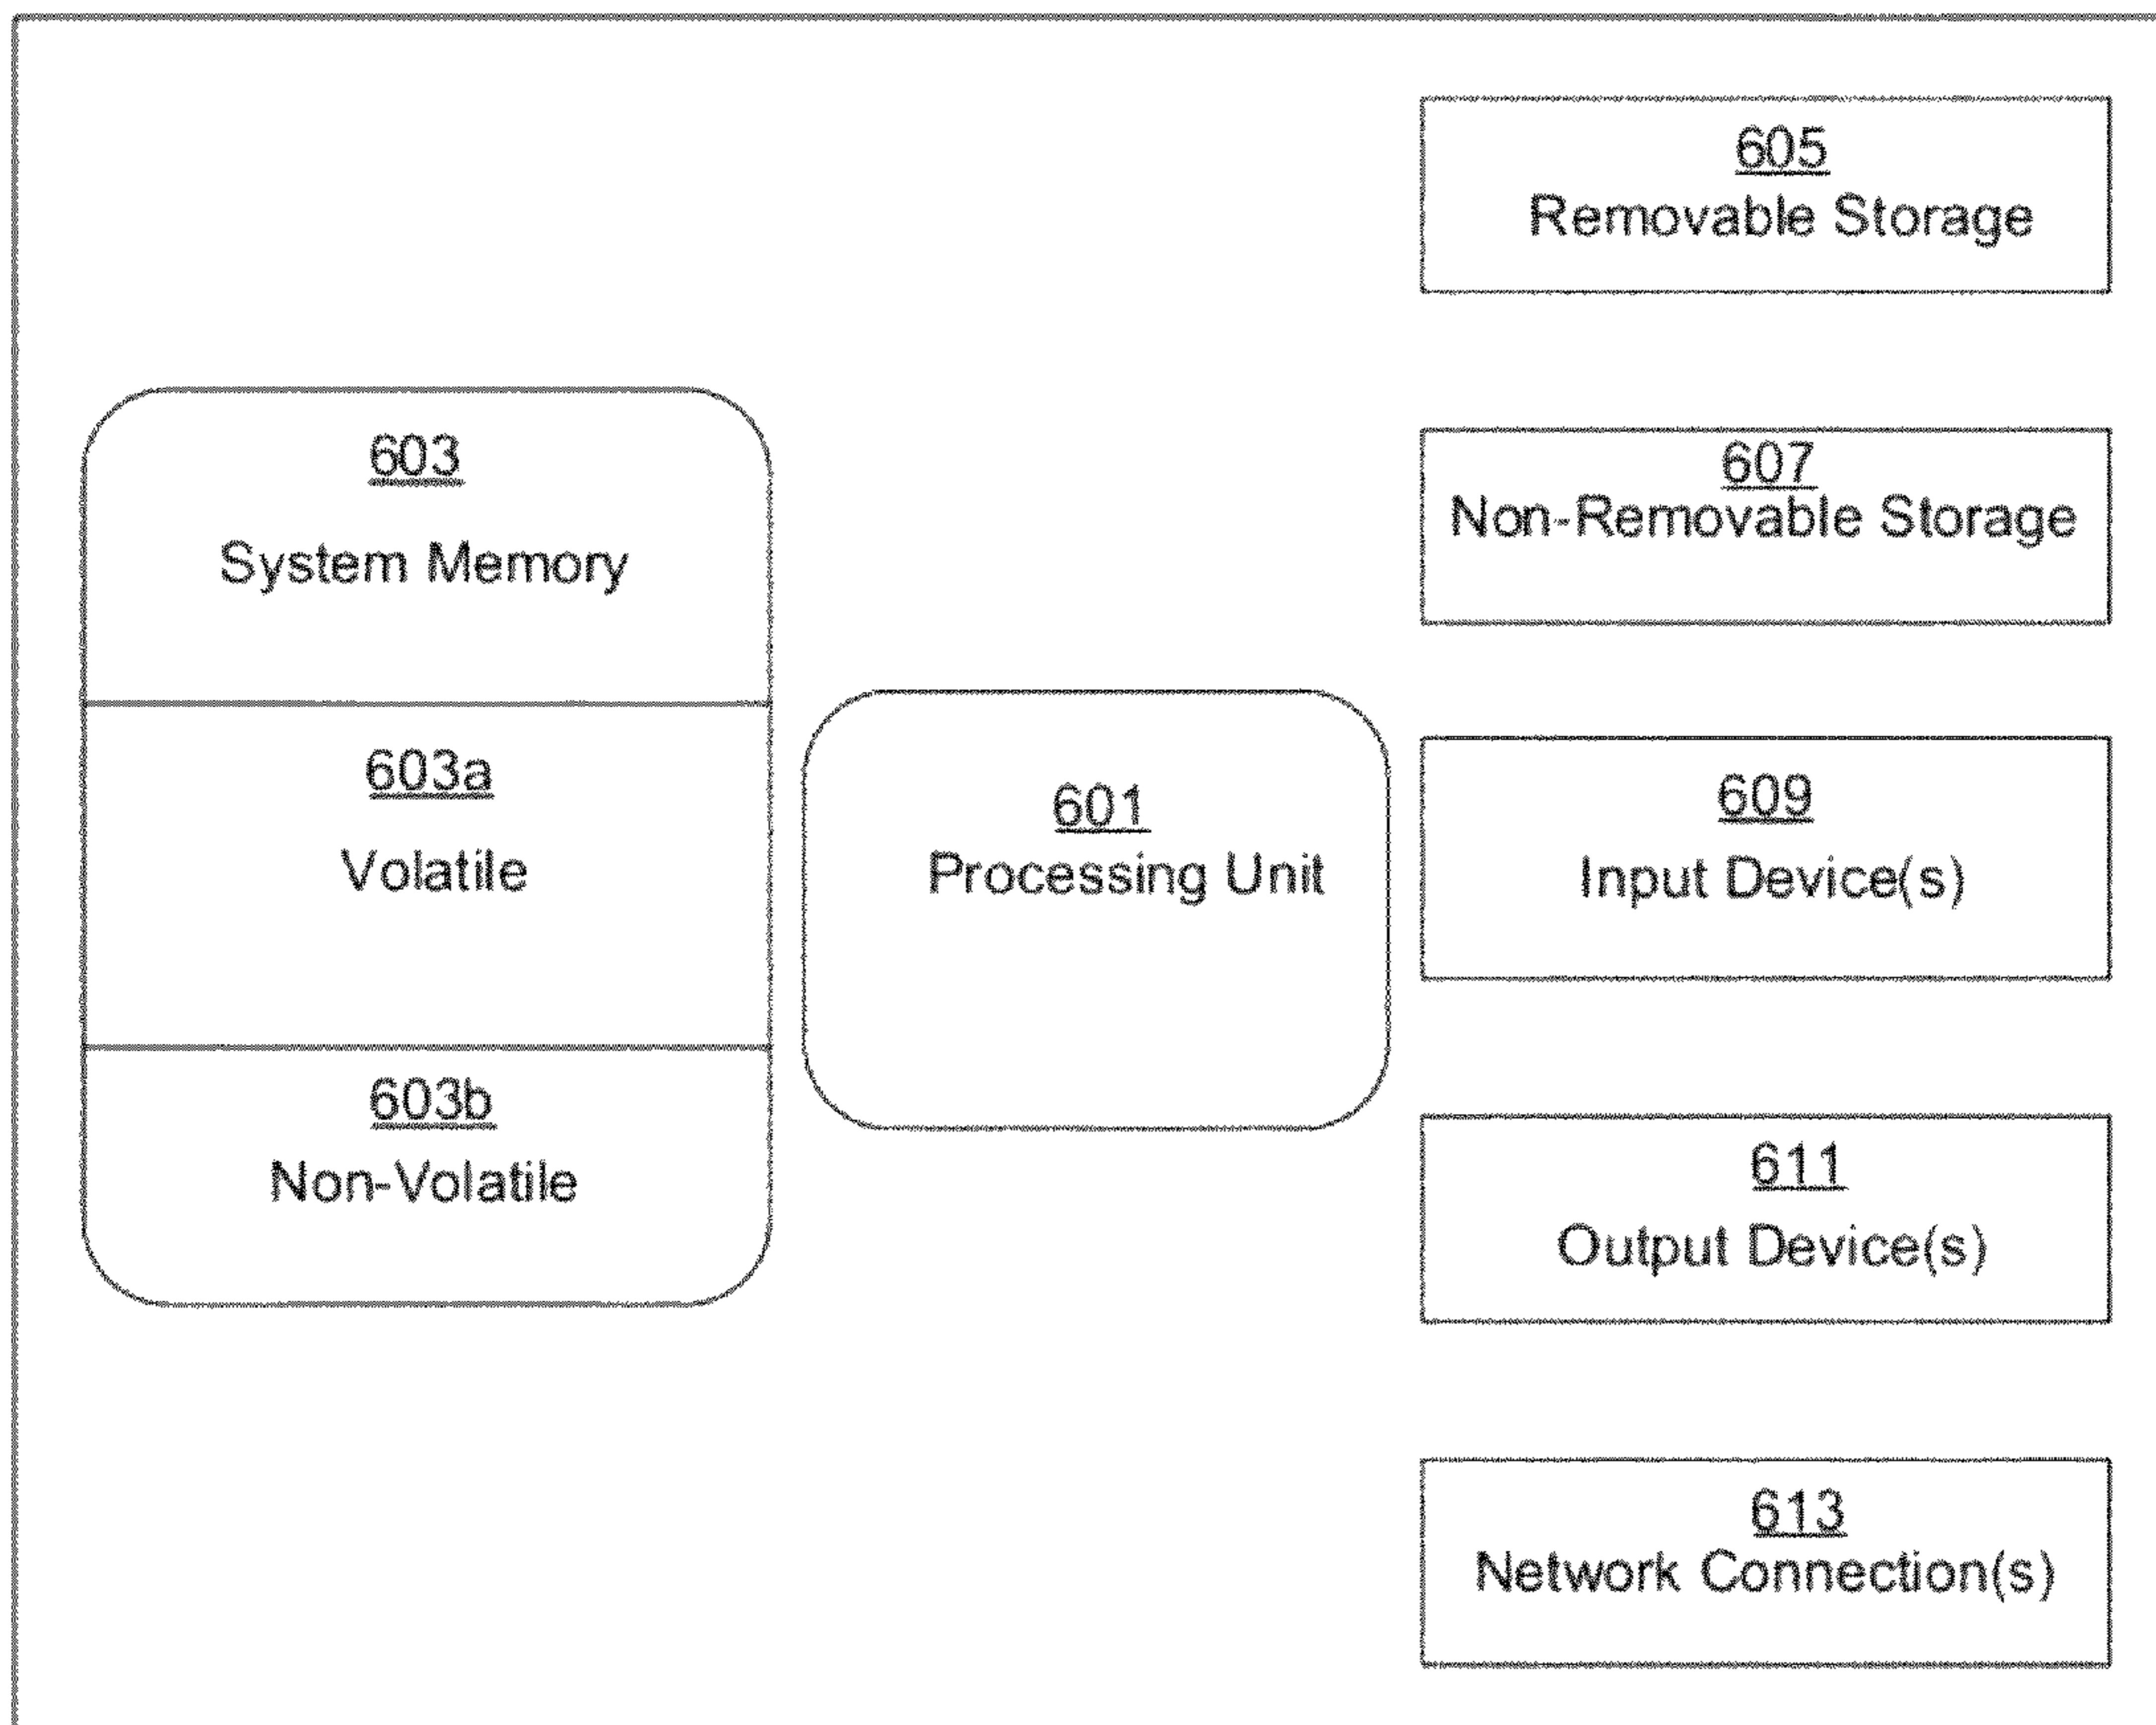 603
System Memory
603a
Volatile
603b
Non-Volatile
601
Processing Unit
605
Removable Storage
607
Non-Removable Storage
609
Input Device(s)
611
Output Device(s)
613
Network Connection(s)